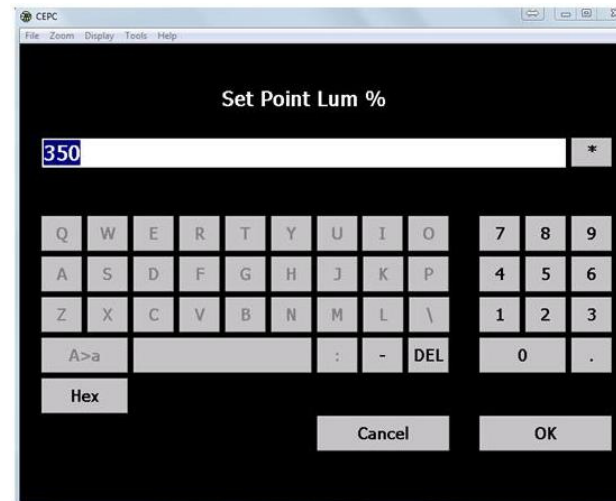 CEPC
File Zoom Display Tools Help
Set Point Lum %
350 *
Q W E R T Y U I O 7 8 9
A S D F G H J K P 4 5 6
Z X C V B N M L \ 1 2 3
A>a : - DEL 0 .
Hex
Cancel OK